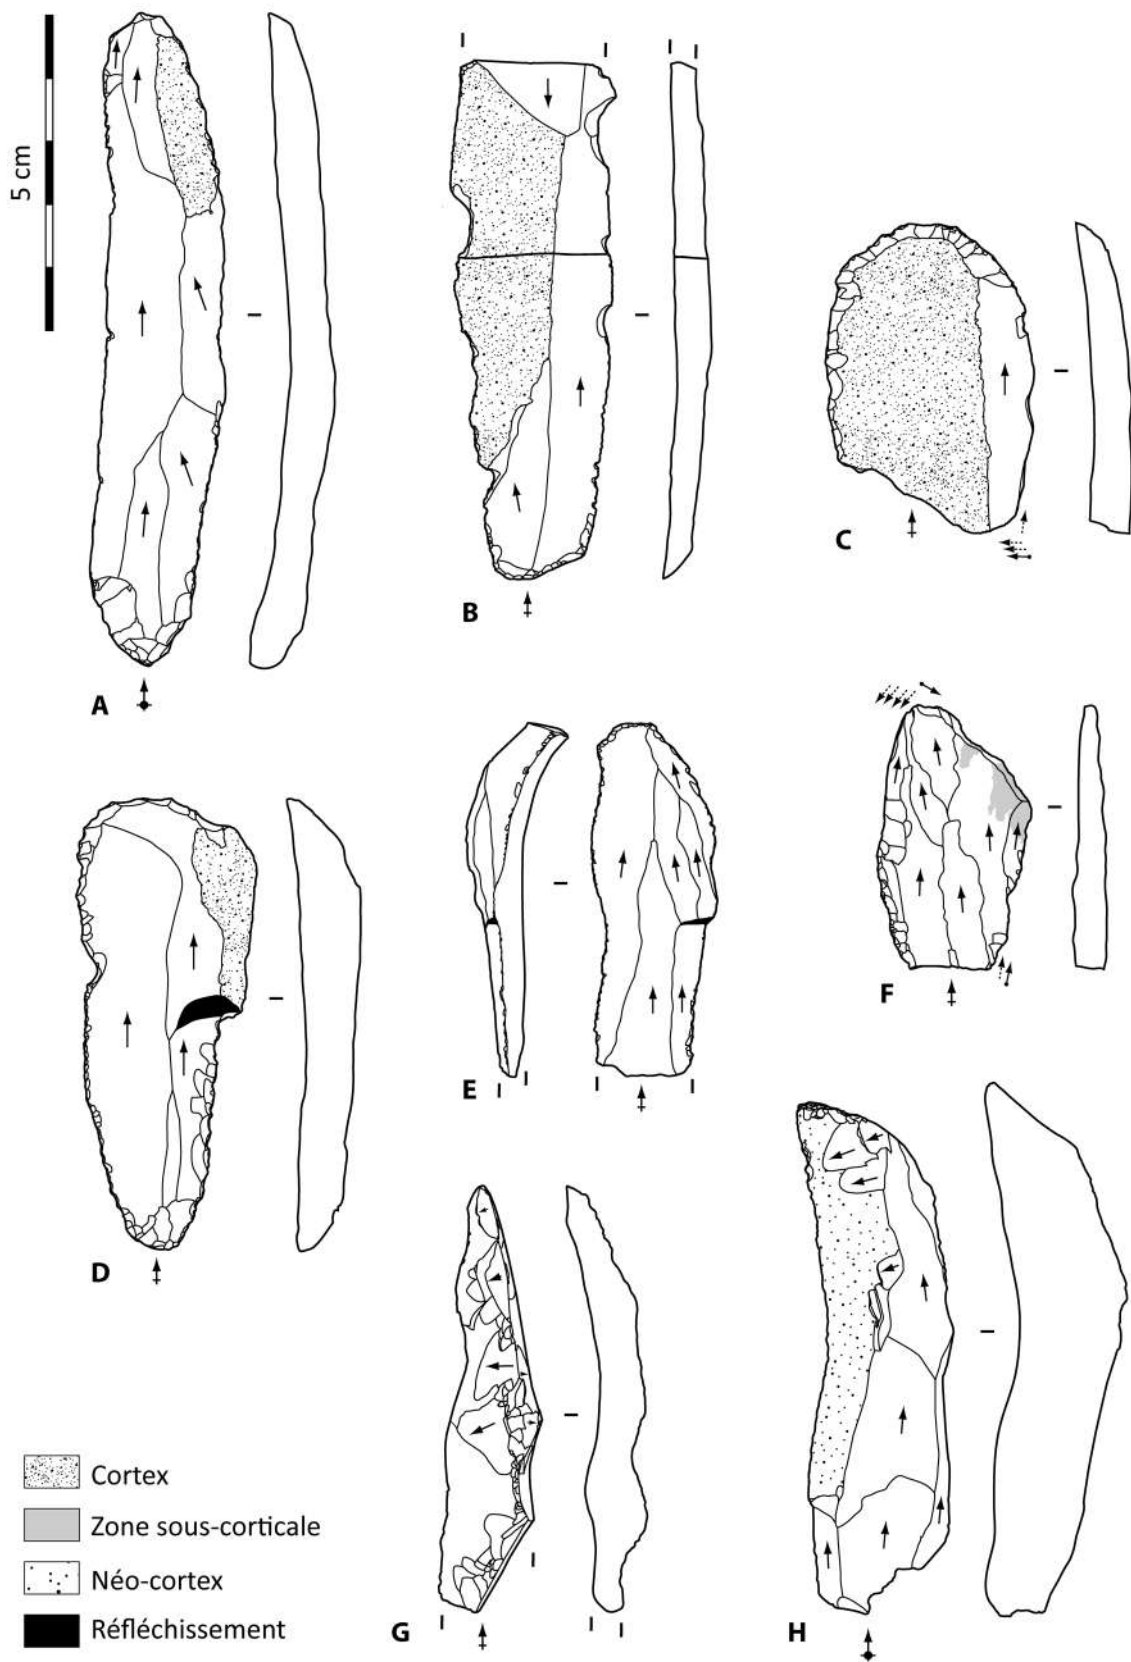 5 cm
A
B
C
D
E
F
G
H
Cortex
Zone sous-corticale
Néo-cortex
Réfléchissement